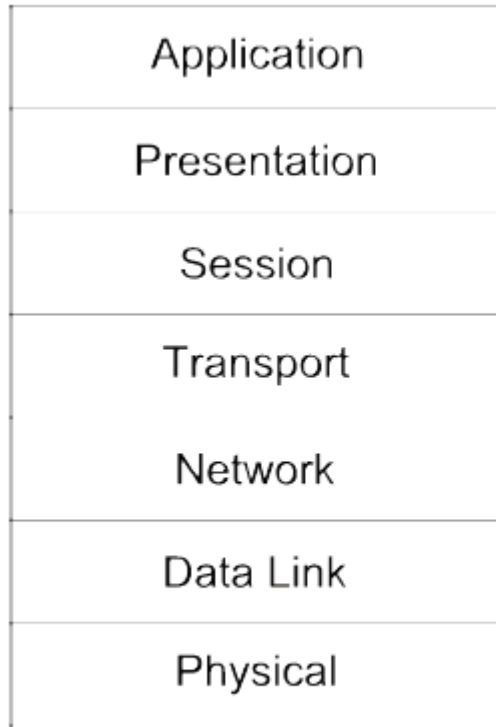 Application
Presentation
Session
Transport
Network
Data Link
Physical